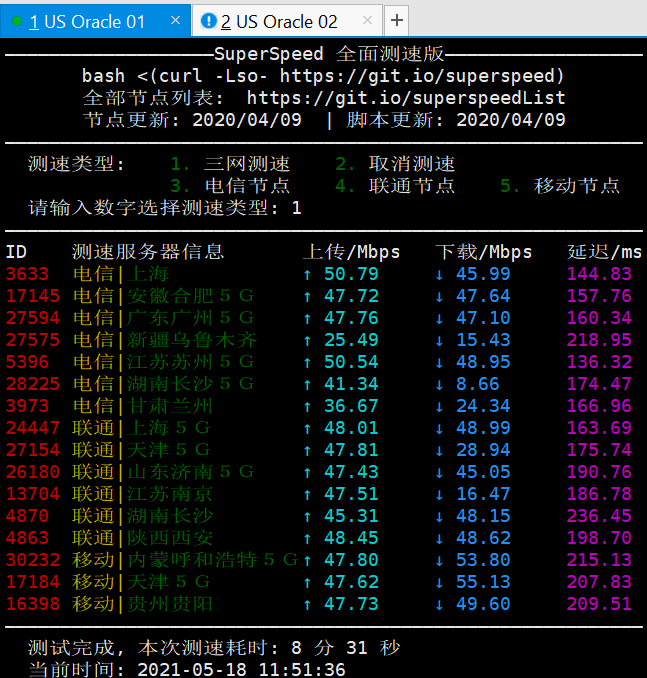 1 US Oracle 01 × 2 US Oracle 02 × +
SuperSpeed 全面测速版
bash <(curl -Lso- https://git.io/superspeed)
全部节点列表: https://git.io/superspeedList
节点更新: 2020/04/09 | 脚本更新: 2020/04/09
测速类型: 1. 三网测速 2. 取消测速
3. 电信节点 4. 联通节点 5. 移动节点
请输入数字选择测速类型: 1
ID 测速服务器信息 上传/Mbps 下载/Mbps 延迟/ms
3633 电信|上海 ↑ 50.79 ↓ 45.99 144.83
17145 电信|安徽合肥５Ｇ ↑ 47.72 ↓ 47.64 157.76
27594 电信|广东广州５Ｇ ↑ 47.76 ↓ 47.10 160.34
27575 电信|新疆乌鲁木齐 ↑ 25.49 ↓ 15.43 218.95
5396 电信|江苏苏州５Ｇ ↑ 50.54 ↓ 48.95 136.32
28225 电信|湖南长沙５Ｇ ↑ 41.34 ↓ 8.66 174.47
3973 电信|甘肃兰州 ↑ 36.67 ↓ 24.34 166.96
24447 联通|上海５Ｇ ↑ 48.01 ↓ 48.99 163.69
27154 联通|天津５Ｇ ↑ 47.81 ↓ 28.94 175.74
26180 联通|山东济南５Ｇ ↑ 47.43 ↓ 45.05 190.76
13704 联通|江苏南京 ↑ 47.51 ↓ 16.47 186.78
4870 联通|湖南长沙 ↑ 45.31 ↓ 48.15 236.45
4863 联通|陕西西安 ↑ 48.45 ↓ 48.62 198.70
30232 移动|内蒙呼和浩特５Ｇ ↑ 47.80 ↓ 53.80 215.13
17184 移动|天津５Ｇ ↑ 47.62 ↓ 55.13 207.83
16398 移动|贵州贵阳 ↑ 47.73 ↓ 49.60 209.51
测试完成, 本次测速耗时: 8 分 31 秒
当前时间: 2021-05-18 11:51:36